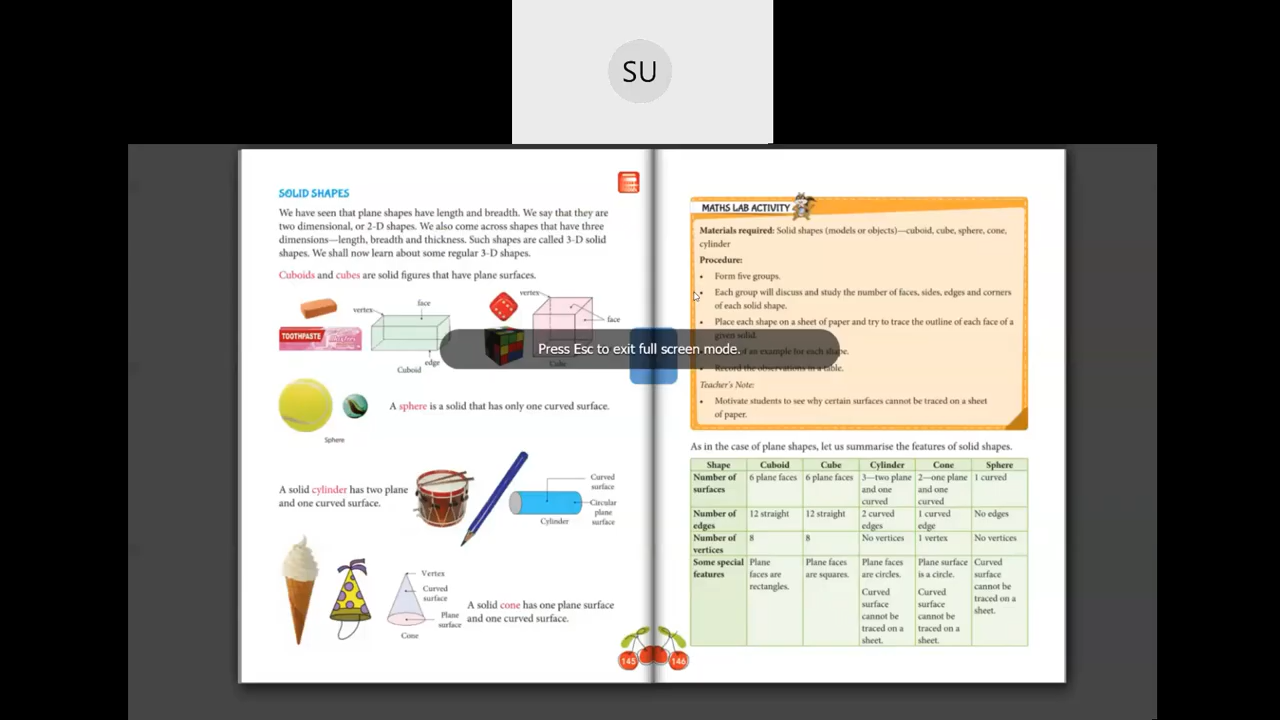 SU
SOLID SHAPES
We have seen that plane shapes have length and breadth. We say that they are
two dimensional, or 2-D shapes. We also come across shapes that have three
dimensions—length, breadth and thickness. Such shapes are called 3-D solid
shapes. We shall now learn about some regular 3-D shapes.
Cuboids and cubes are solid figures that have plane surfaces.
vertex
face
TOOTHPASTE
edge
Cuboid
vertex
face
Cube
Press Esc to exit full screen mode.
A sphere is a solid that has only one curved surface.
Sphere
A solid cylinder has two plane
and one curved surface.
Curved
surface
Circular
plane
surface
Cylinder
Vertex
Curved
surface
Plane
surface
Cone
A solid cone has one plane surface
and one curved surface.
145
MATHS LAB ACTIVITY
Materials required: Solid shapes (models or objects)—cuboid, cube, sphere, cone,
cylinder
Procedure:
• Form five groups.
• Each group will discuss and study the number of faces, sides, edges and corners
of each solid shape.
• Place each shape on a sheet of paper and try to trace the outline of each face of a
given solid.
of an example for each shape.
• Record the observations in a table.
Teacher's Note:
• Motivate students to see why certain surfaces cannot be traced on a sheet
of paper.
As in the case of plane shapes, let us summarise the features of solid shapes.
Shape Cuboid Cube Cylinder Cone Sphere
Number of surfaces 6 plane faces 6 plane faces 3—two plane and one curved 2—one plane and one curved 1 curved
Number of edges 12 straight 12 straight 2 curved edges 1 curved edge No edges
Number of vertices 8 8 No vertices 1 vertex No vertices
Some special features Plane faces are rectangles. Plane faces are squares. Plane faces are circles. Curved surface cannot be traced on a sheet. Plane surface is a circle. Curved surface cannot be traced on a sheet. Curved surface cannot be traced on a sheet.
146